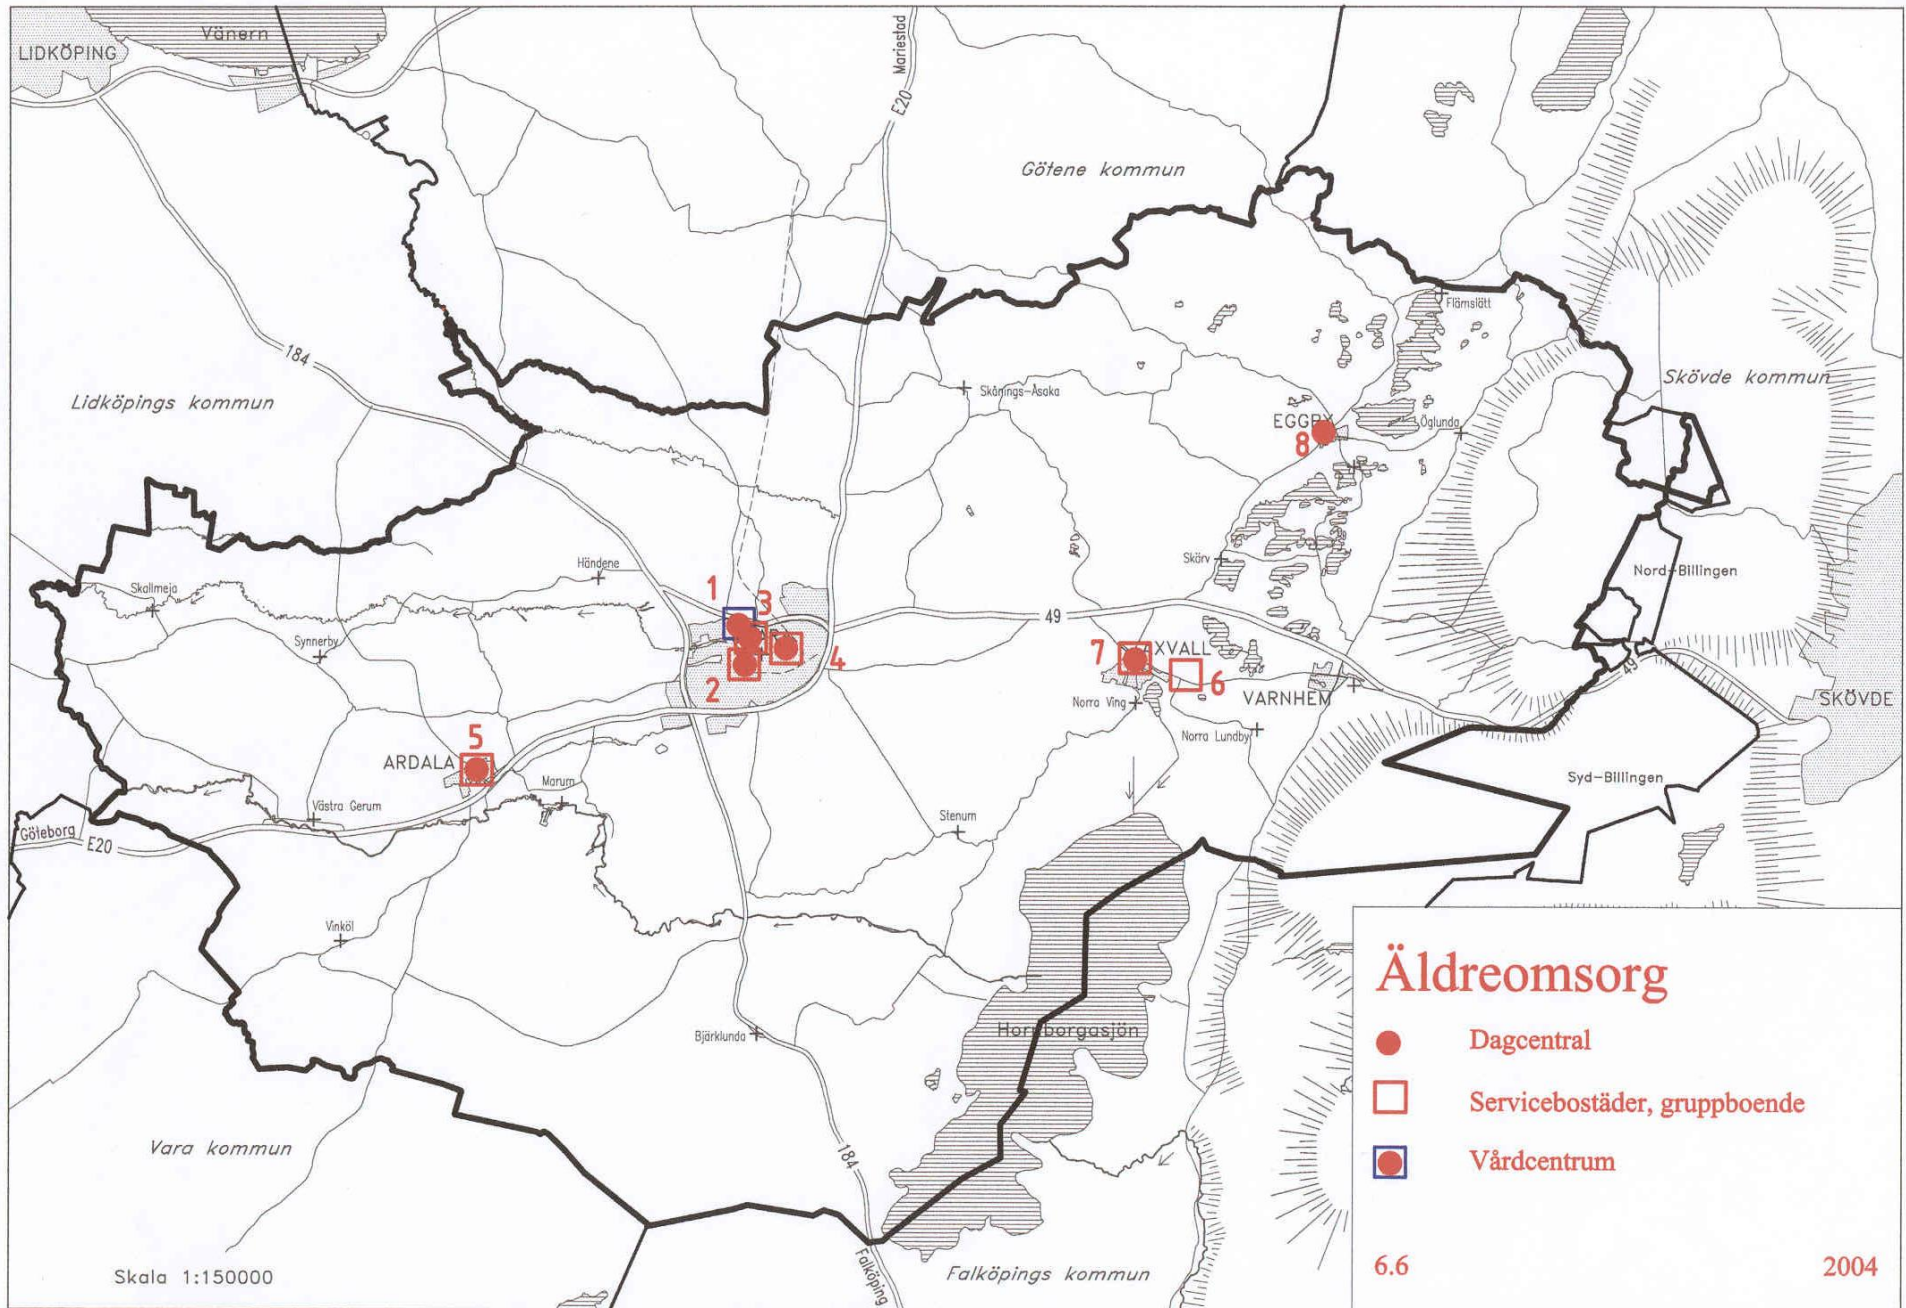 Vänern
LIDKÖPING
Mariestad
E20
Götene kommun
184
Flämslätt
Lidköpings kommun
Skånings-Åsaka
Skövde kommun
EGGBY
8
Öglunda
Skärv
Händene
Skallmeja
Synnerby
1
3
4
2
49
Nord-Billingen
7
AXVALL
6
VARNHEM
Norra Ving
Norra Lundby
49
SKÖVDE
5
ARDALA
Marum
Västra Gerum
Syd-Billingen
Göteborg
E20
Stenum
Vinköl
Bjärklunda
Hornborgasjön
Vara kommun
184
Falköping
Falköpings kommun
Skala 1:150000
Äldreomsorg
Dagcentral
Servicebostäder, gruppboende
Vårdcentrum
6.6
2004